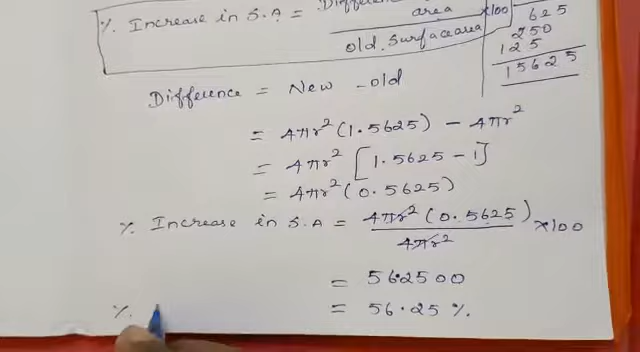 % Increase in S.A = Difference area / old. Surface area ×100
625
250
125
15625
Difference = New - old
= 4πr² (1.5625) - 4πr²
= 4πr² [1.5625 - 1]
= 4πr² (0.5625)
% Increase in S.A = 4πr² (0.5625) / 4πr² ×100
= 56.2500
= 56.25 %.
%